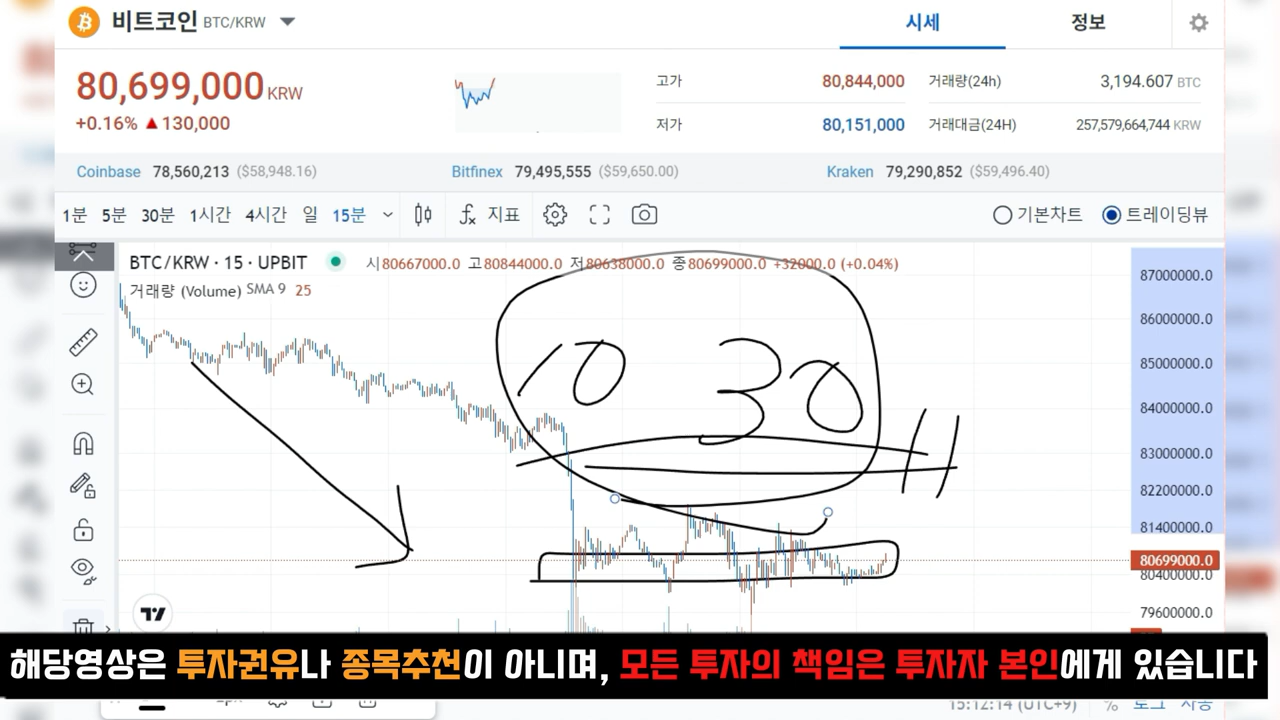 비트코인 BTC/KRW
시세 정보
80,699,000 KRW
+0.16% ▲ 130,000
고가 80,844,000 거래량(24h) 3,194.607 BTC
저가 80,151,000 거래대금(24H) 257,579,664,744 KRW
Coinbase 78,560,213 ($58,948.16) Bitfinex 79,495,555 ($59,650.00) Kraken 79,290,852 ($59,496.40)
1분 5분 30분 1시간 4시간 일 15분 지표 기본차트 트레이딩뷰
BTC/KRW · 15 · UPBIT 시80667000.0 고80844000.0 저80638000.0 종80699000.0 +32000.0 (+0.04%)
거래량 (Volume) SMA 9 25
87000000.0
86000000.0
85000000.0
84000000.0
83000000.0
82200000.0
81400000.0
80699000.0
80400000.0
79600000.0
10 30
해당영상은 투자권유나 종목추천이 아니며, 모든 투자의 책임은 투자자 본인에게 있습니다
15:12:14 (UTC+9) % 로그 자동